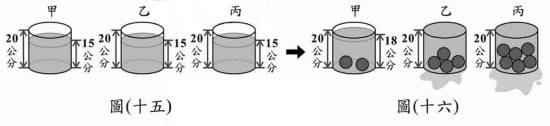 甲 乙 丙 甲 乙 丙
20公分 15公分 20公分 15公分 20公分 15公分 20公分 18公分 20公分 20公分
圖(十五) 圖(十六)